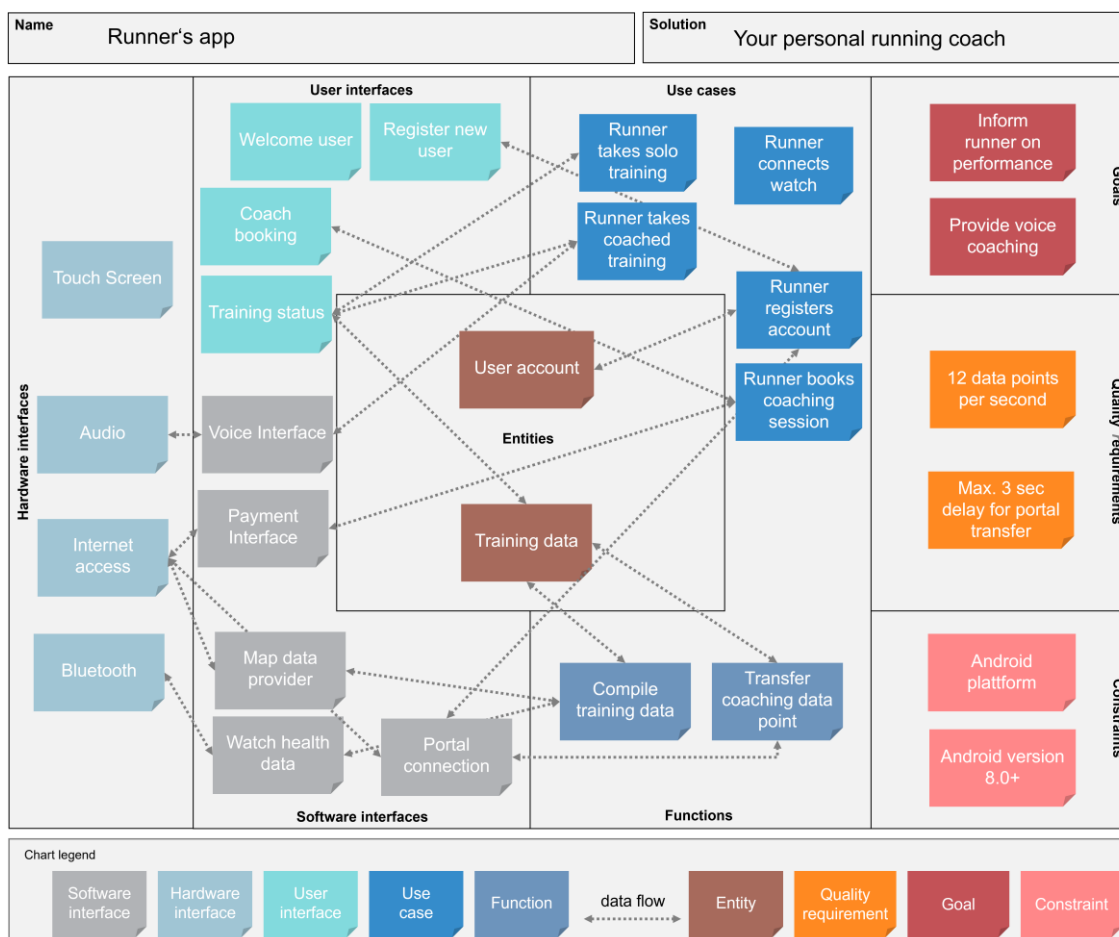 Name
Runner‘s app
Solution
Your personal running coach
User interfaces
Use cases
Welcome user
Register new
user
Runner
takes solo
training
Runner
connects
watch
Inform
runner on
performance
Goals
Coach
booking
Runner takes
coached
training
Provide voice
coaching
Touch Screen
Training status
Runner
registers
account
User account
Runner books
coaching
session
12 data points
per second
Quality requirements
Hardware interfaces
Audio
Voice Interface
Entities
Payment
Interface
Internet
access
Training data
Max. 3 sec
delay for portal
transfer
Bluetooth
Map data
provider
Compile
training data
Transfer
coaching data
point
Android
plattform
Constraints
Watch health
data
Portal
connection
Android version
8.0+
Software interfaces
Functions
Chart legend
Software
interface
Hardware
interface
User
interface
Use
case
Function
data flow
Entity
Quality
requirement
Goal
Constraint